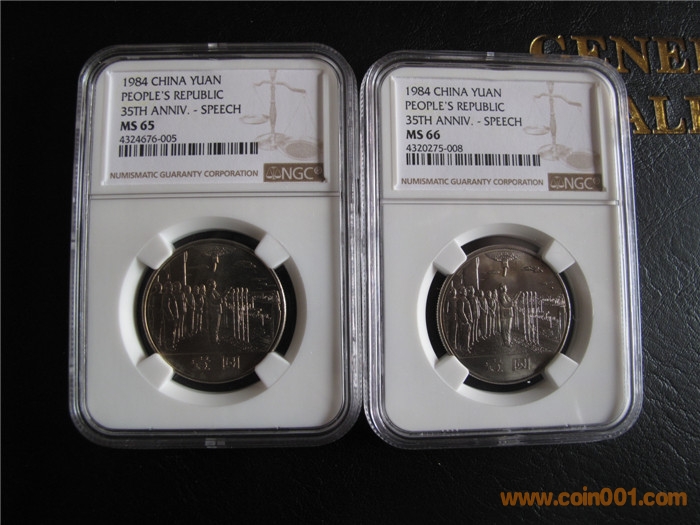 1984 CHINA YUAN
PEOPLE'S REPUBLIC
35TH ANNIV. - SPEECH
MS 65
4324676-005
NUMISMATIC GUARANTY CORPORATION NGC
1984 CHINA YUAN
PEOPLE'S REPUBLIC
35TH ANNIV. - SPEECH
MS 66
4320275-008
NUMISMATIC GUARANTY CORPORATION NGC
www.coin001.com